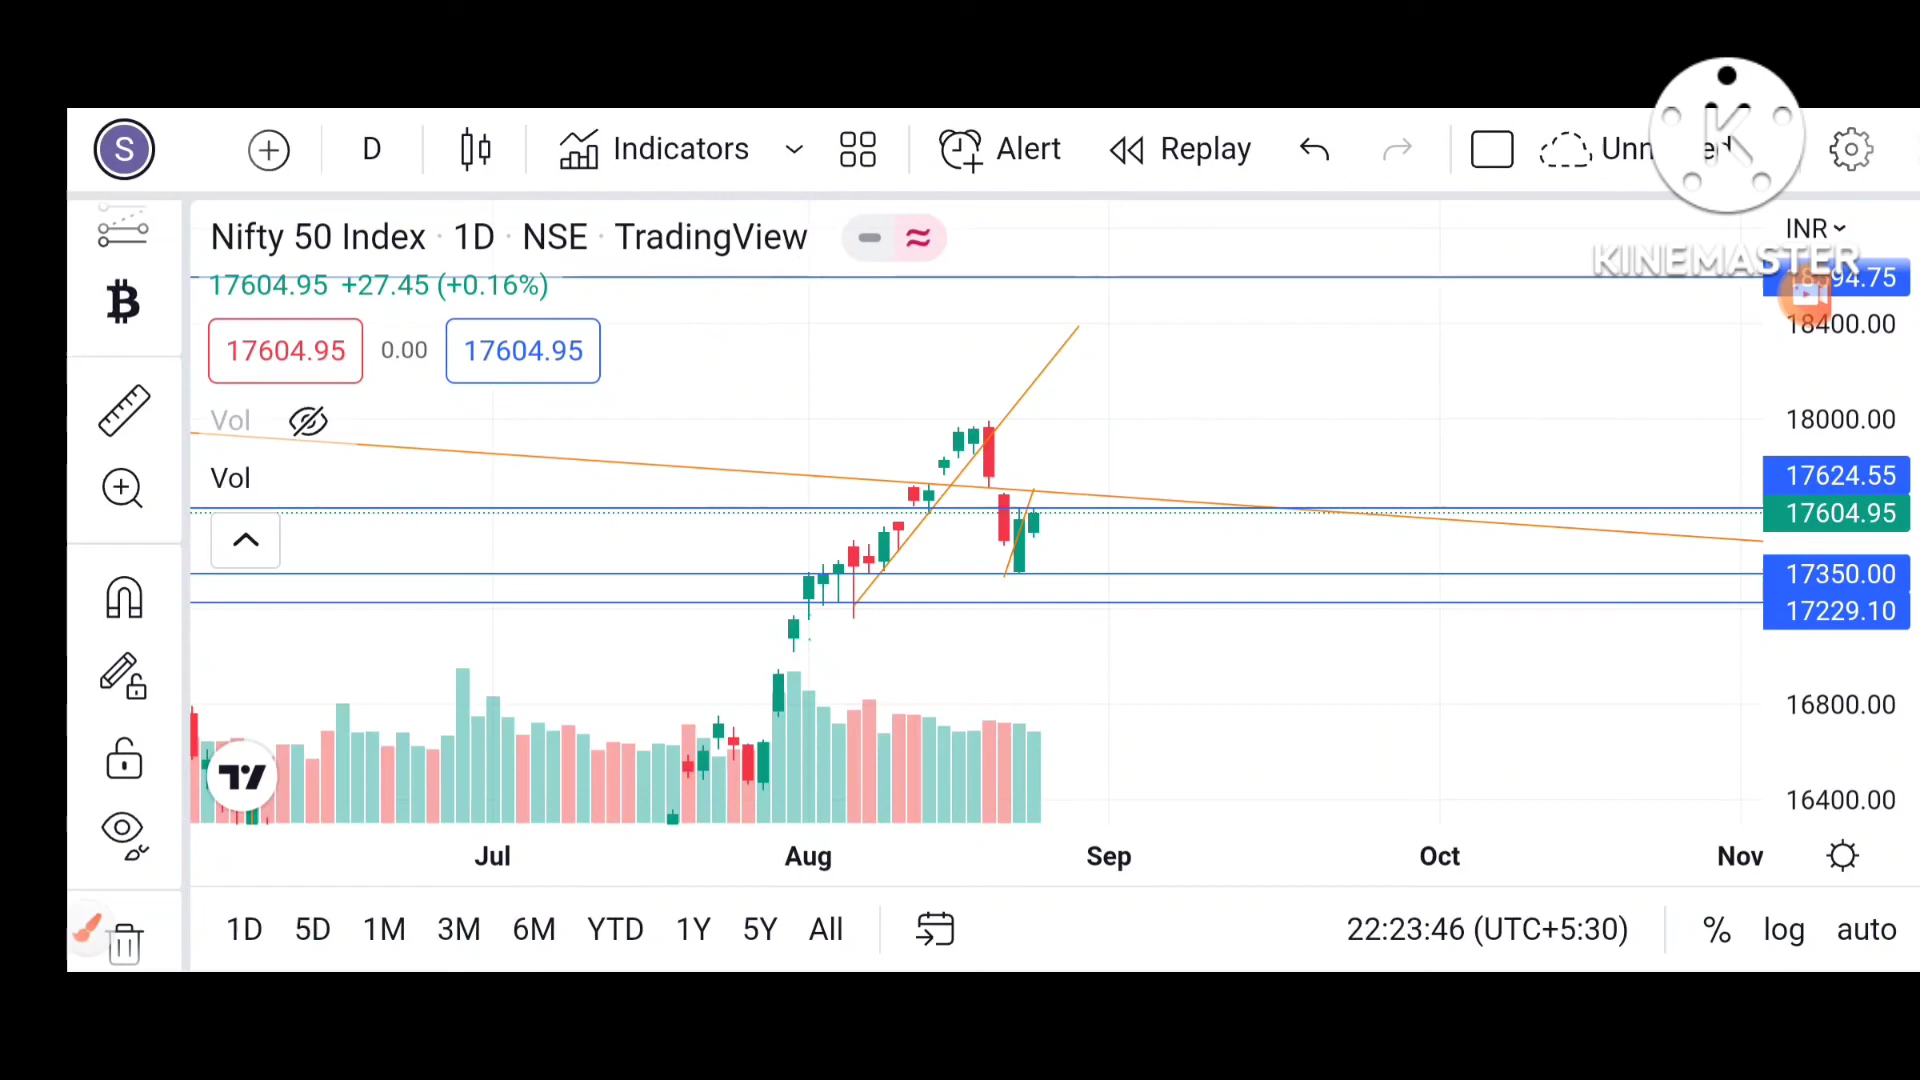 S
D
Indicators
Alert
Replay
K
KINEMASTER
Nifty 50 Index · 1D · NSE · TradingView
INR
17604.95 +27.45 (+0.16%)
94.75
17604.95 0.00 17604.95
18400.00
Vol
18000.00
Vol
17624.55
17604.95
17350.00
17229.10
16800.00
16400.00
Jul Aug Sep Oct Nov
1D 5D 1M 3M 6M YTD 1Y 5Y All
22:23:46 (UTC+5:30) % log auto